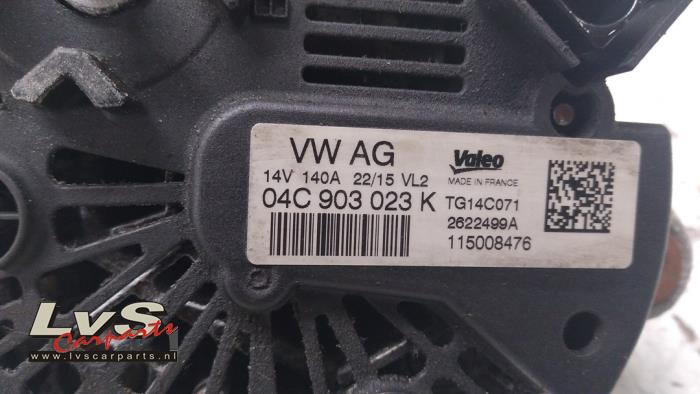 VW AG
14V 140A 22/15 VL2
04C 903 023 K
Valeo
MADE IN FRANCE
TG14C071
2622499A
115008476
LvS
Carparts
www.lvscarparts.nl